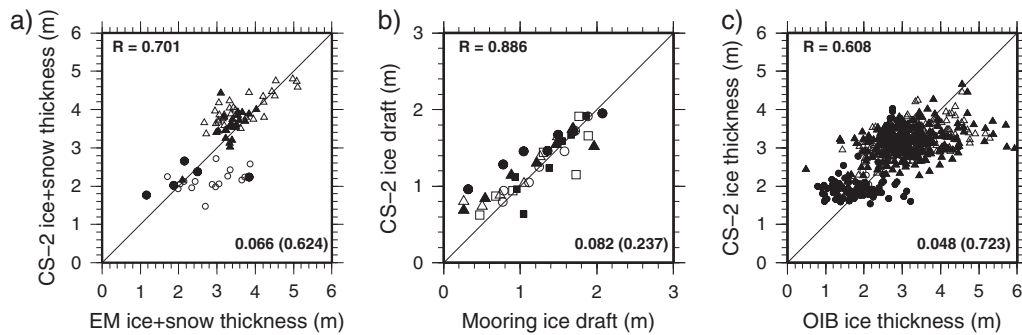 a)
CS-2 ice+snow thickness (m)
6
5
4
3
2
1
0
R = 0.701
0.066 (0.624)
0 1 2 3 4 5 6
EM ice+snow thickness (m)
b)
CS-2 ice draft (m)
3
2
1
0
R = 0.886
0.082 (0.237)
0 1 2 3
Mooring ice draft (m)
c)
CS-2 ice thickness (m)
6
5
4
3
2
1
0
R = 0.608
0.048 (0.723)
0 1 2 3 4 5 6
OIB ice thickness (m)